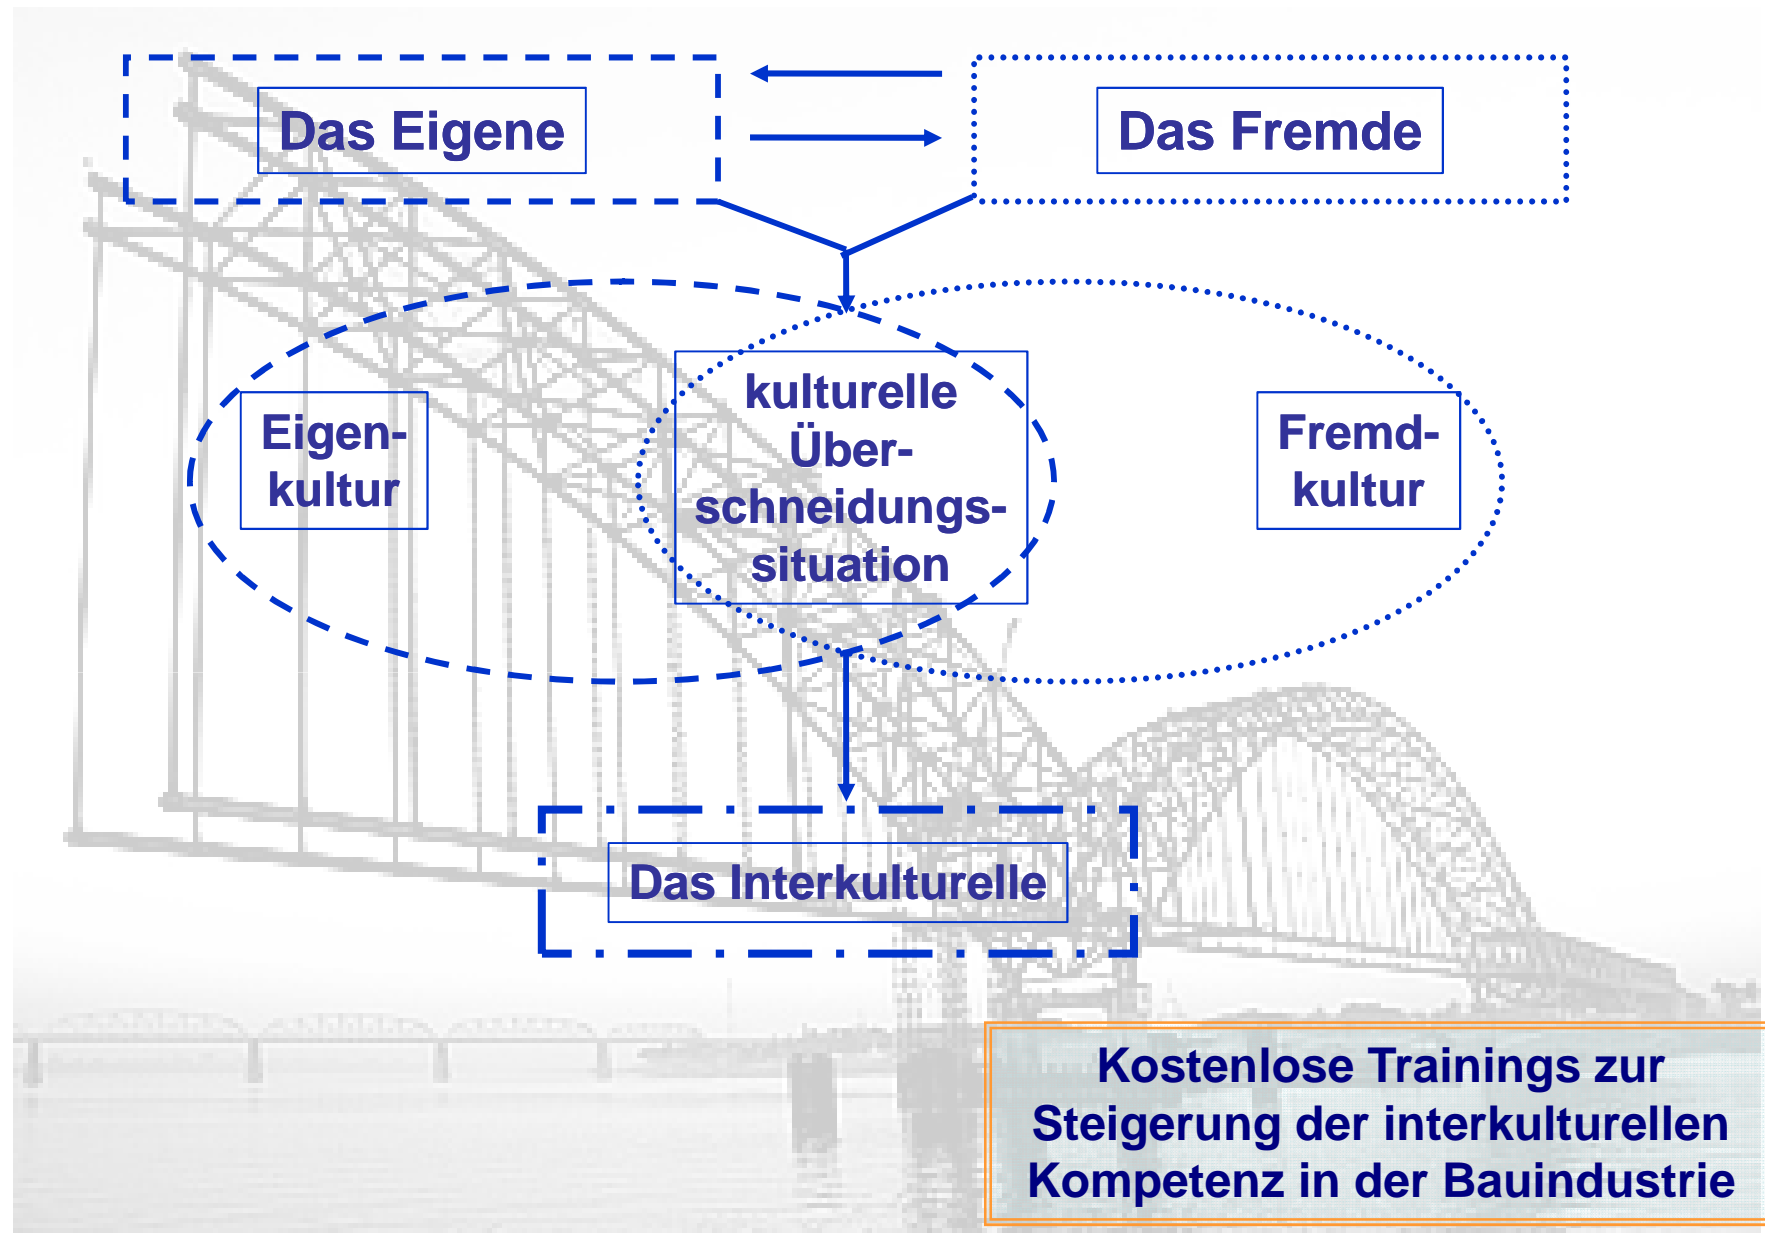 Das Eigene
Das Fremde
Eigen-
kultur
kulturelle
Über-
schneidungs-
situation
Fremd-
kultur
Das Interkulturelle
Kostenlose Trainings zur
Steigerung der interkulturellen
Kompetenz in der Bauindustrie